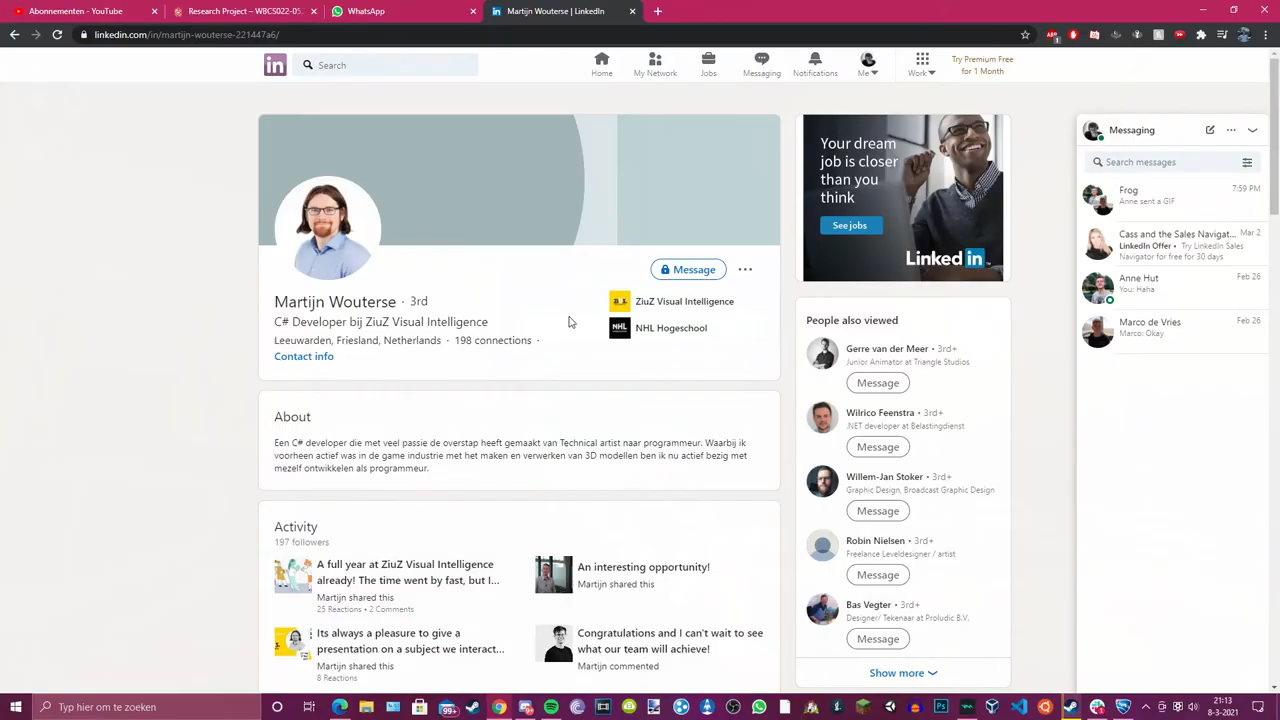 Abonnementen - YouTube
Research Project – WBCS022-05
WhatsApp
Martijn Wouterse | LinkedIn
linkedin.com/in/martijn-wouterse-221447a6/
in
Search
Home
My Network
Jobs
Messaging
Notifications
Me
Work
Try Premium Free
for 1 Month
Message
Martijn Wouterse · 3rd
C# Developer bij ZiuZ Visual Intelligence
Leeuwarden, Friesland, Netherlands · 198 connections ·
Contact info
ZiuZ Visual Intelligence
NHL
NHL Hogeschool
About
Een C# developer die met veel passie de overstap heeft gemaakt van Technical artist naar programmeur. Waarbij ik
voorheen actief was in de game industrie met het maken en verwerken van 3D modellen ben ik nu actief bezig met
mezelf ontwikkelen als programmeur.
Activity
197 followers
A full year at ZiuZ Visual Intelligence
already! The time went by fast, but I...
Martijn shared this
25 Reactions • 2 Comments
An interesting opportunity!
Martijn shared this
Its always a pleasure to give a
presentation on a subject we interact...
Martijn shared this
8 Reactions
Congratulations and I can't wait to see
what our team will achieve!
Martijn commented
Your dream
job is closer
than you
think
See jobs
LinkedIn
People also viewed
Gerre van der Meer • 3rd+
Junior Animator at Triangle Studios
Message
Wilrico Feenstra • 3rd+
.NET developer at Belastingdienst
Message
Willem-Jan Stoker • 3rd+
Graphic Design, Broadcast Graphic Design
Message
Robin Nielsen • 3rd+
Freelance Leveldesigner / artist
Message
Bas Vegter • 3rd+
Designer/ Tekenaar at Proludic B.V.
Message
Show more
Messaging
Search messages
Frog
7:59 PM
Anne sent a GIF
Cass and the Sales Navigat...
Mar 2
LinkedIn Offer • Try LinkedIn Sales
Navigator for free for 30 days
Anne Hut
Feb 26
You: Haha
Marco de Vries
Feb 26
Marco: Okay
Typ hier om te zoeken
21:13
8-3-2021